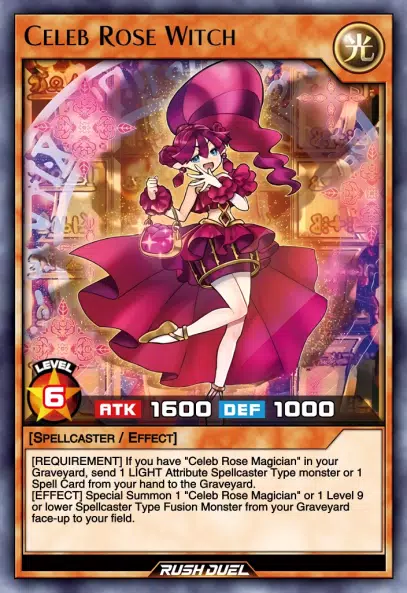 CELEB ROSE WITCH
光
LEVEL
6
ATK 1600 DEF 1000
[SPELLCASTER / EFFECT]
[REQUIREMENT] If you have "Celeb Rose Magician" in your
Graveyard, send 1 LIGHT Attribute Spellcaster Type monster or 1
Spell Card from your hand to the Graveyard.
[EFFECT] Special Summon 1 "Celeb Rose Magician" or 1 Level 9
or lower Spellcaster Type Fusion Monster from your Graveyard
face-up to your field.
RUSH DUEL